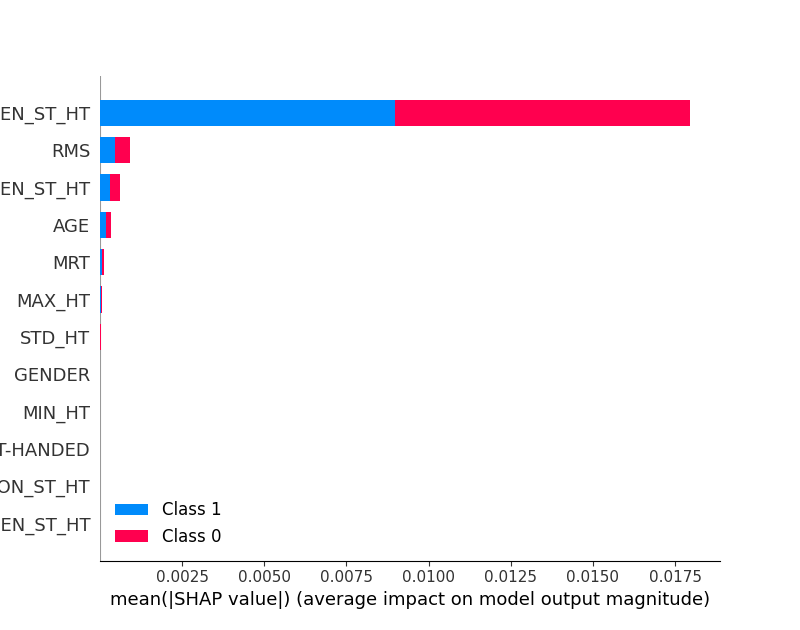 EN_ST_HT
RMS
EN_ST_HT
AGE
MRT
MAX_HT
STD_HT
GENDER
MIN_HT
T-HANDED
ON_ST_HT
EN_ST_HT
Class 1
Class 0
0.0025 0.0050 0.0075 0.0100 0.0125 0.0150 0.0175
mean(|SHAP value|) (average impact on model output magnitude)